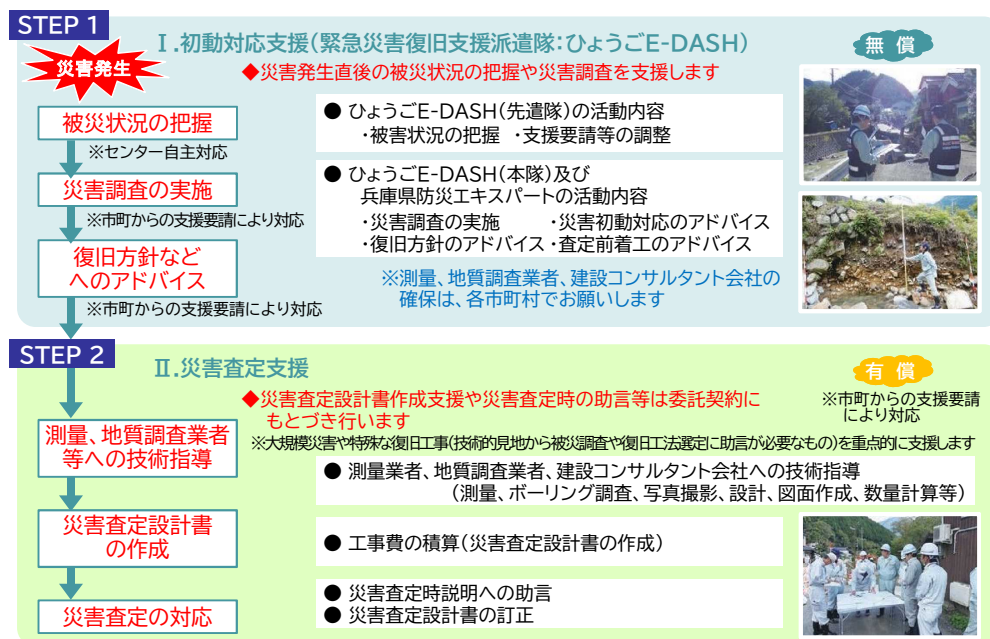 STEP 1
災害発生
Ⅰ.初動対応支援(緊急災害復旧支援派遣隊:ひょうごE-DASH)
無 償
◆災害発生直後の被災状況の把握や災害調査を支援します
被災状況の把握
※センター自主対応
災害調査の実施
※市町からの支援要請により対応
復旧方針など
へのアドバイス
※市町からの支援要請により対応
● ひょうごE-DASH(先遣隊)の活動内容
・被害状況の把握 ・支援要請等の調整
● ひょうごE-DASH(本隊)及び
兵庫県防災エキスパートの活動内容
・災害調査の実施 ・災害初動対応のアドバイス
・復旧方針のアドバイス ・査定前着工のアドバイス
※測量、地質調査業者、建設コンサルタント会社の
確保は、各市町村でお願いします
STEP 2
Ⅱ.災害査定支援
有 償
◆災害査定設計書作成支援や災害査定時の助言等は委託契約に
もとづき行います
※市町からの支援要請
により対応
※大規模災害や特殊な復旧工事(技術的見地から被災調査や復旧工法選定に助言が必要なもの)を重点的に支援します
測量、地質調査業者
等への技術指導
● 測量業者、地質調査業者、建設コンサルタント会社への技術指導
(測量、ボーリング調査、写真撮影、設計、図面作成、数量計算等)
災害査定設計書
の作成
● 工事費の積算(災害査定設計書の作成)
災害査定の対応
● 災害査定時説明への助言
● 災害査定設計書の訂正